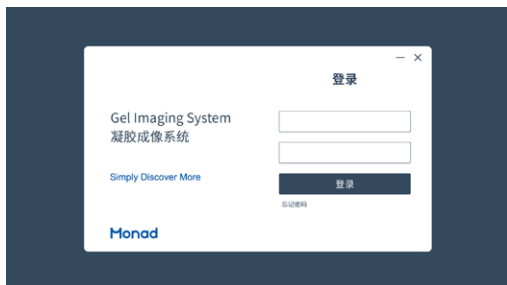 登录
Gel Imaging System
凝胶成像系统
Simply Discover More
登录
忘记密码
Monad